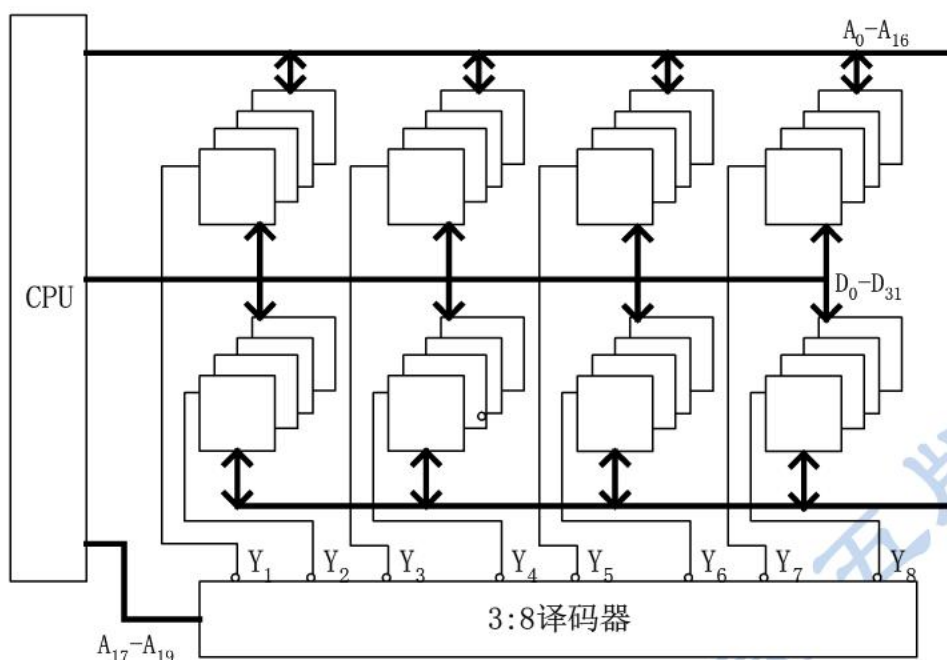 A₀-A₁₆
CPU
D₀-D₃₁
Y₁ Y₂ Y₃ Y₄ Y₅ Y₆ Y₇ Y₈
3:8译码器
A₁₇-A₁₉